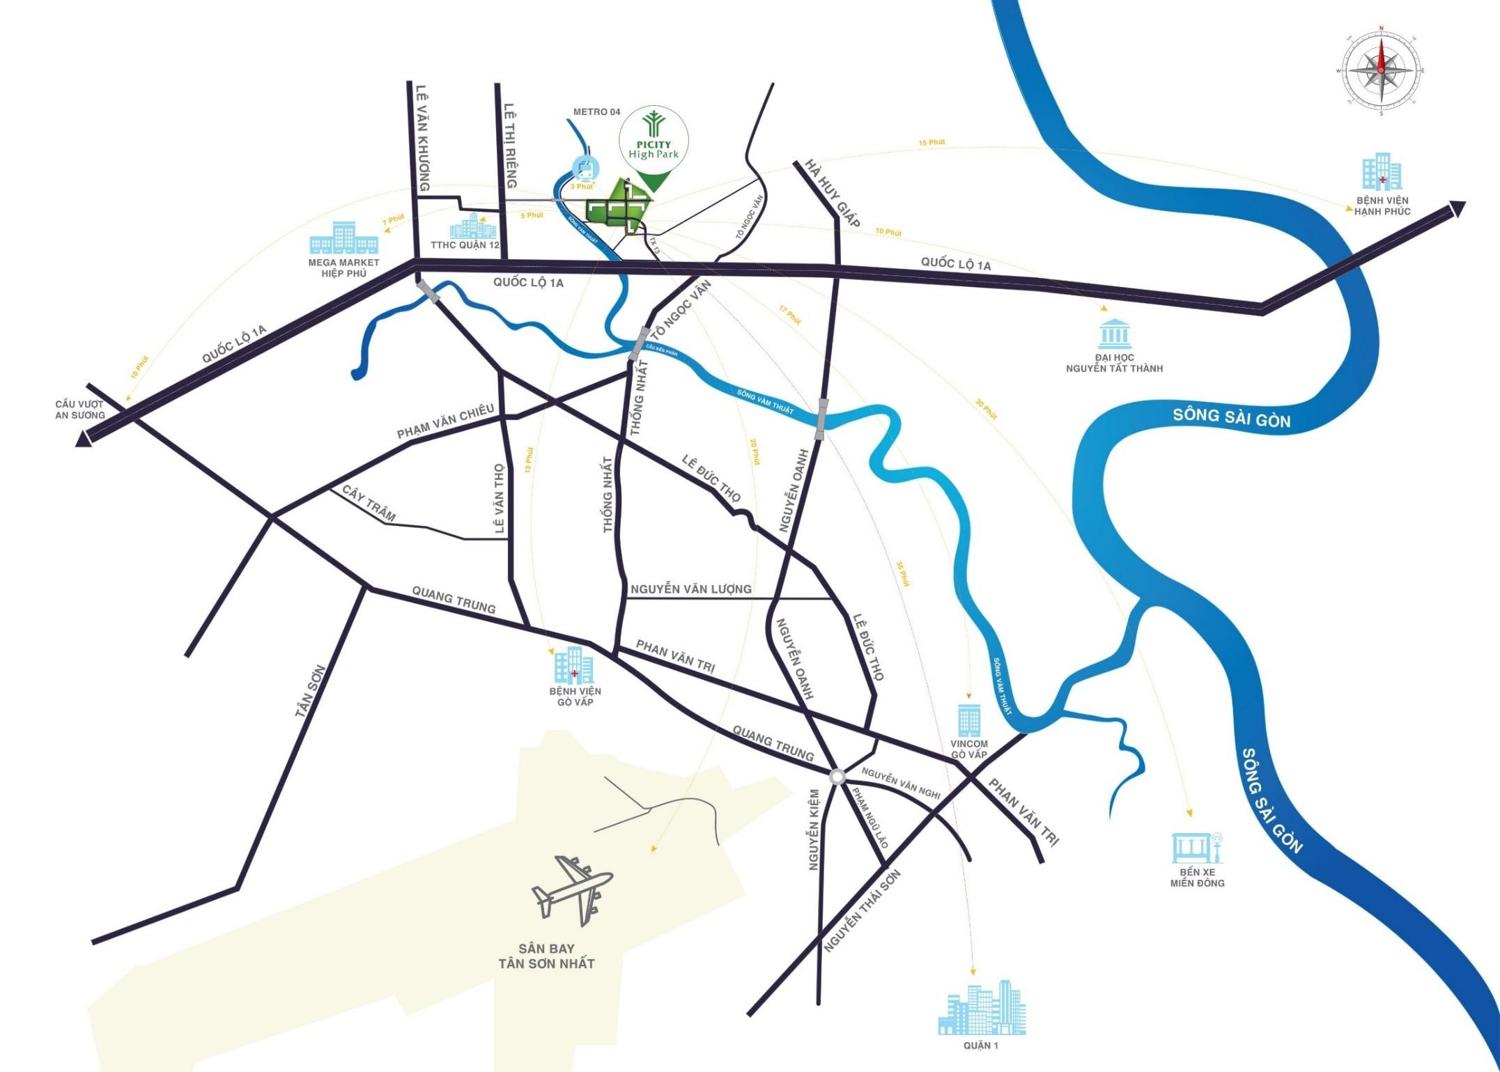 N
E
S
W
METRO 04
PICITY
High Park
LÊ VĂN KHƯƠNG
LÊ THỊ RIÊNG
HÀ HUY GIÁP
15 Phút
BỆNH VIỆN
HẠNH PHÚC
3 Phút
7 Phút
5 Phút
TTHC QUẬN 12
SÔNG VÀM THUẬT
TX 13
TÔ NGỌC VÂN
10 Phút
MEGA MARKET
HIỆP PHÚ
QUỐC LỘ 1A
QUỐC LỘ 1A
QUỐC LỘ 1A
TÔ NGỌC VÂN
17 Phút
ĐẠI HỌC
NGUYỄN TẤT THÀNH
10 Phút
CẦU VƯỢT
AN SƯƠNG
CẦU BẾN PHÂN
SÔNG VÀM THUẬT
30 Phút
SÔNG SÀI GÒN
PHẠM VĂN CHIÊU
THỐNG NHẤT
13 Phút
20 Phút
CÂY TRÂM
LÊ VĂN THỌ
THỐNG NHẤT
LÊ ĐỨC THỌ
NGUYỄN OANH
35 Phút
QUANG TRUNG
NGUYỄN VĂN LƯỢNG
LÊ ĐỨC THỌ
NGUYỄN OANH
PHAN VĂN TRỊ
TÂN SƠN
BỆNH VIỆN
GÒ VẤP
SÔNG VÀM THUẬT
QUANG TRUNG
VINCOM
GÒ VẤP
NGUYỄN VĂN NGHI
PHAN VĂN TRỊ
SÔNG SÀI GÒN
NGUYỄN KIỆM
PHẠM NGŨ LÃO
BẾN XE
MIỀN ĐÔNG
NGUYỄN THÁI SƠN
SÂN BAY
TÂN SƠN NHẤT
QUẬN 1